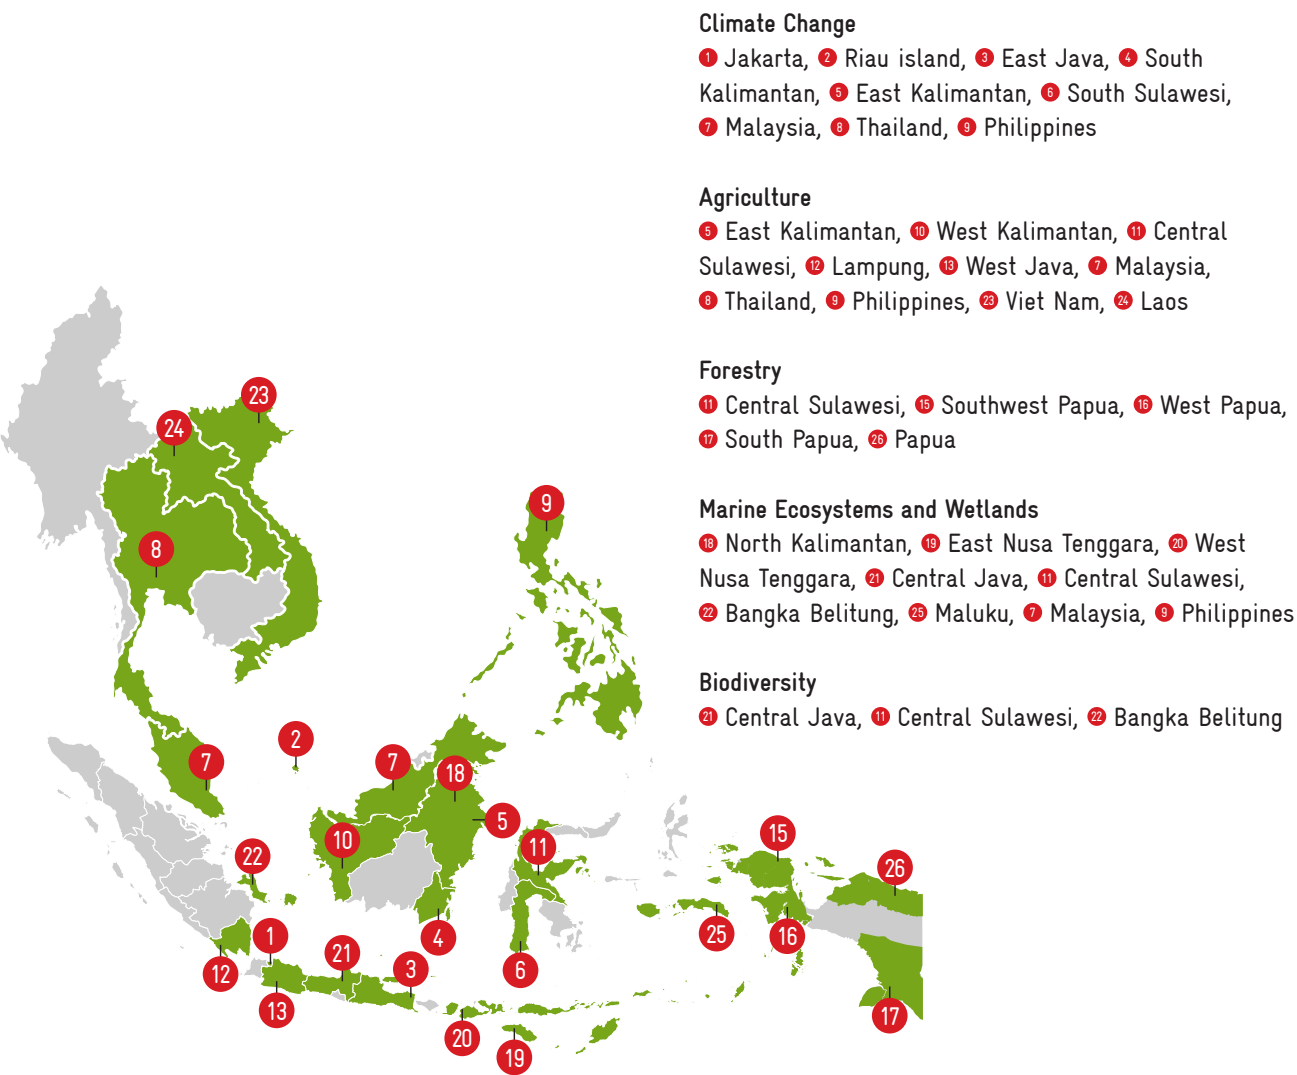 Climate Change
1 Jakarta, 2 Riau island, 3 East Java, 4 South
Kalimantan, 5 East Kalimantan, 6 South Sulawesi,
7 Malaysia, 8 Thailand, 9 Philippines
Agriculture
5 East Kalimantan, 10 West Kalimantan, 11 Central
Sulawesi, 12 Lampung, 13 West Java, 7 Malaysia,
8 Thailand, 9 Philippines, 23 Viet Nam, 24 Laos
Forestry
11 Central Sulawesi, 15 Southwest Papua, 16 West Papua,
17 South Papua, 26 Papua
Marine Ecosystems and Wetlands
18 North Kalimantan, 19 East Nusa Tenggara, 20 West
Nusa Tenggara, 21 Central Java, 11 Central Sulawesi,
22 Bangka Belitung, 25 Maluku, 7 Malaysia, 9 Philippines
Biodiversity
21 Central Java, 11 Central Sulawesi, 22 Bangka Belitung
23
24
9
8
2
7
7
18
5
10
15
11
22
26
25
16
1
4
21
3
6
12
13
17
20
19